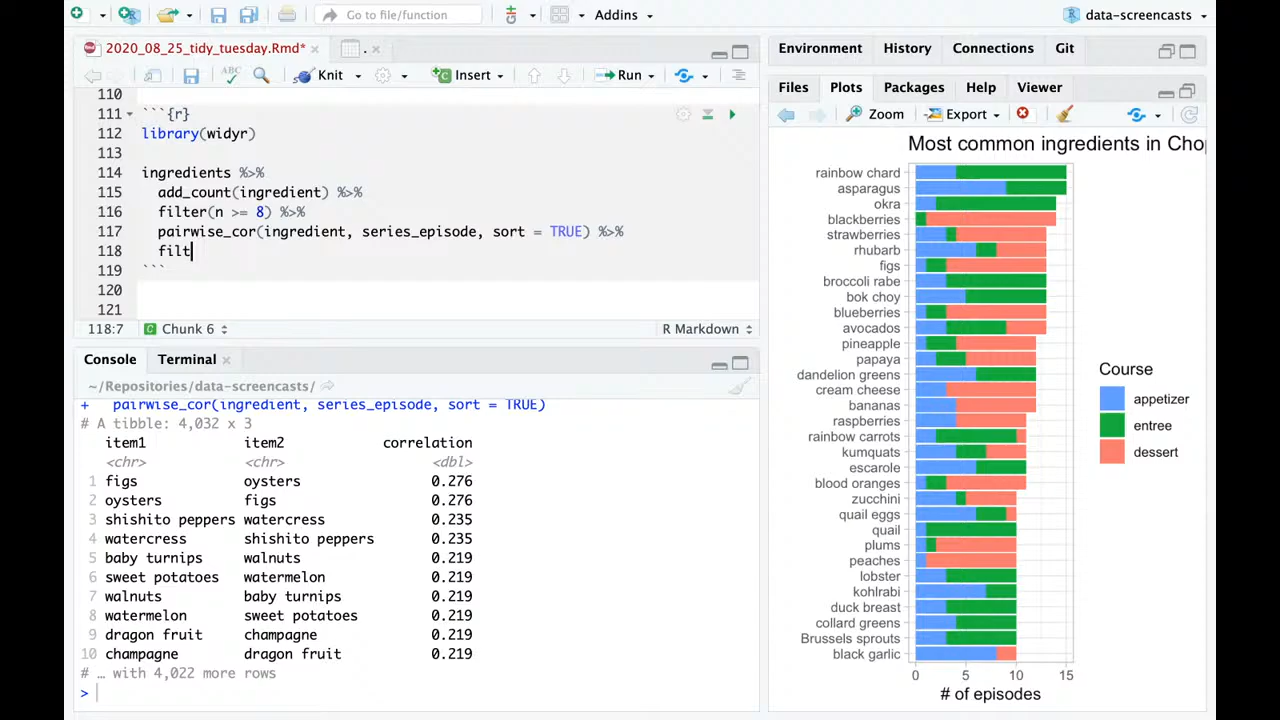 Go to file/function
Addins
data-screencasts
2020_08_25_tidy_tuesday.Rmd*
.
ABC
Knit
Insert
Run
110
111 ```{r}
112 library(widyr)
113
114 ingredients %>%
115 add_count(ingredient) %>%
116 filter(n >= 8) %>%
117 pairwise_cor(ingredient, series_episode, sort = TRUE) %>%
118 filt
119 ```
120
121
118:7 Chunk 6 R Markdown
Console Terminal
~/Repositories/data-screencasts/
+ pairwise_cor(ingredient, series_episode, sort = TRUE)
# A tibble: 4,032 x 3
item1 item2 correlation
<chr> <chr> <dbl>
1 figs oysters 0.276
2 oysters figs 0.276
3 shishito peppers watercress 0.235
4 watercress shishito peppers 0.235
5 baby turnips walnuts 0.219
6 sweet potatoes watermelon 0.219
7 walnuts baby turnips 0.219
8 watermelon sweet potatoes 0.219
9 dragon fruit champagne 0.219
10 champagne dragon fruit 0.219
# … with 4,022 more rows
>
Environment History Connections Git
Files Plots Packages Help Viewer
Zoom Export
Most common ingredients in Cho
rainbow chard
asparagus
okra
blackberries
strawberries
rhubarb
figs
broccoli rabe
bok choy
blueberries
avocados
pineapple
papaya
dandelion greens
cream cheese
bananas
raspberries
rainbow carrots
kumquats
escarole
blood oranges
zucchini
quail eggs
quail
plums
peaches
lobster
kohlrabi
duck breast
collard greens
Brussels sprouts
black garlic
0 5 10 15
# of episodes
Course
appetizer
entree
dessert